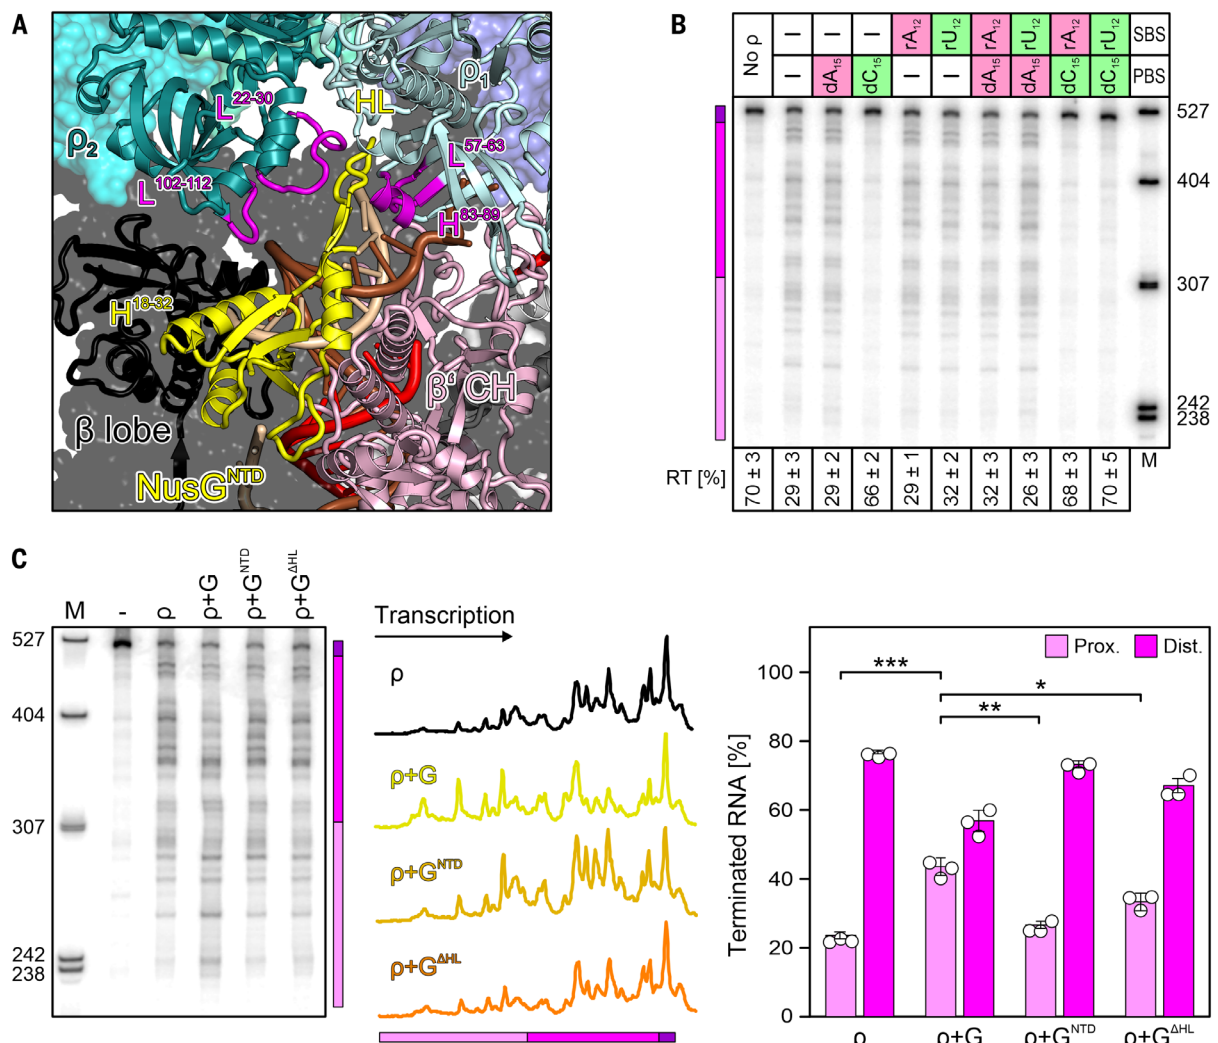 A
ρ₂
L²²⁻³⁰
HL
ρ₁
L⁵⁷⁻⁶³
L¹⁰²⁻¹¹²
H⁸³⁻⁸⁹
H¹⁸⁻³²
β lobe
β‘ CH
NusGᴺᵀᴰ
B
No ρ – – – rA₁₂ rU₁₂ rA₁₂ rU₁₂ rA₁₂ rU₁₂ SBS
– dA₁₅ dC₁₅ – – dA₁₅ dA₁₅ dC₁₅ dC₁₅ PBS
527
404
307
242
238
RT [%] 70 ± 3 29 ± 3 29 ± 2 66 ± 2 29 ± 1 32 ± 2 32 ± 3 26 ± 3 68 ± 3 70 ± 5 M
C
M - ρ ρ+G ρ+Gᴺᵀᴰ ρ+G^ΔHL
527
404
307
242
238
Transcription
ρ
ρ+G
ρ+Gᴺᵀᴰ
ρ+G^ΔHL
Prox. Dist.
Terminated RNA [%]
100
80
60
40
20
0
***
*
**
ρ ρ+G ρ+Gᴺᵀᴰ ρ+G^ΔHL